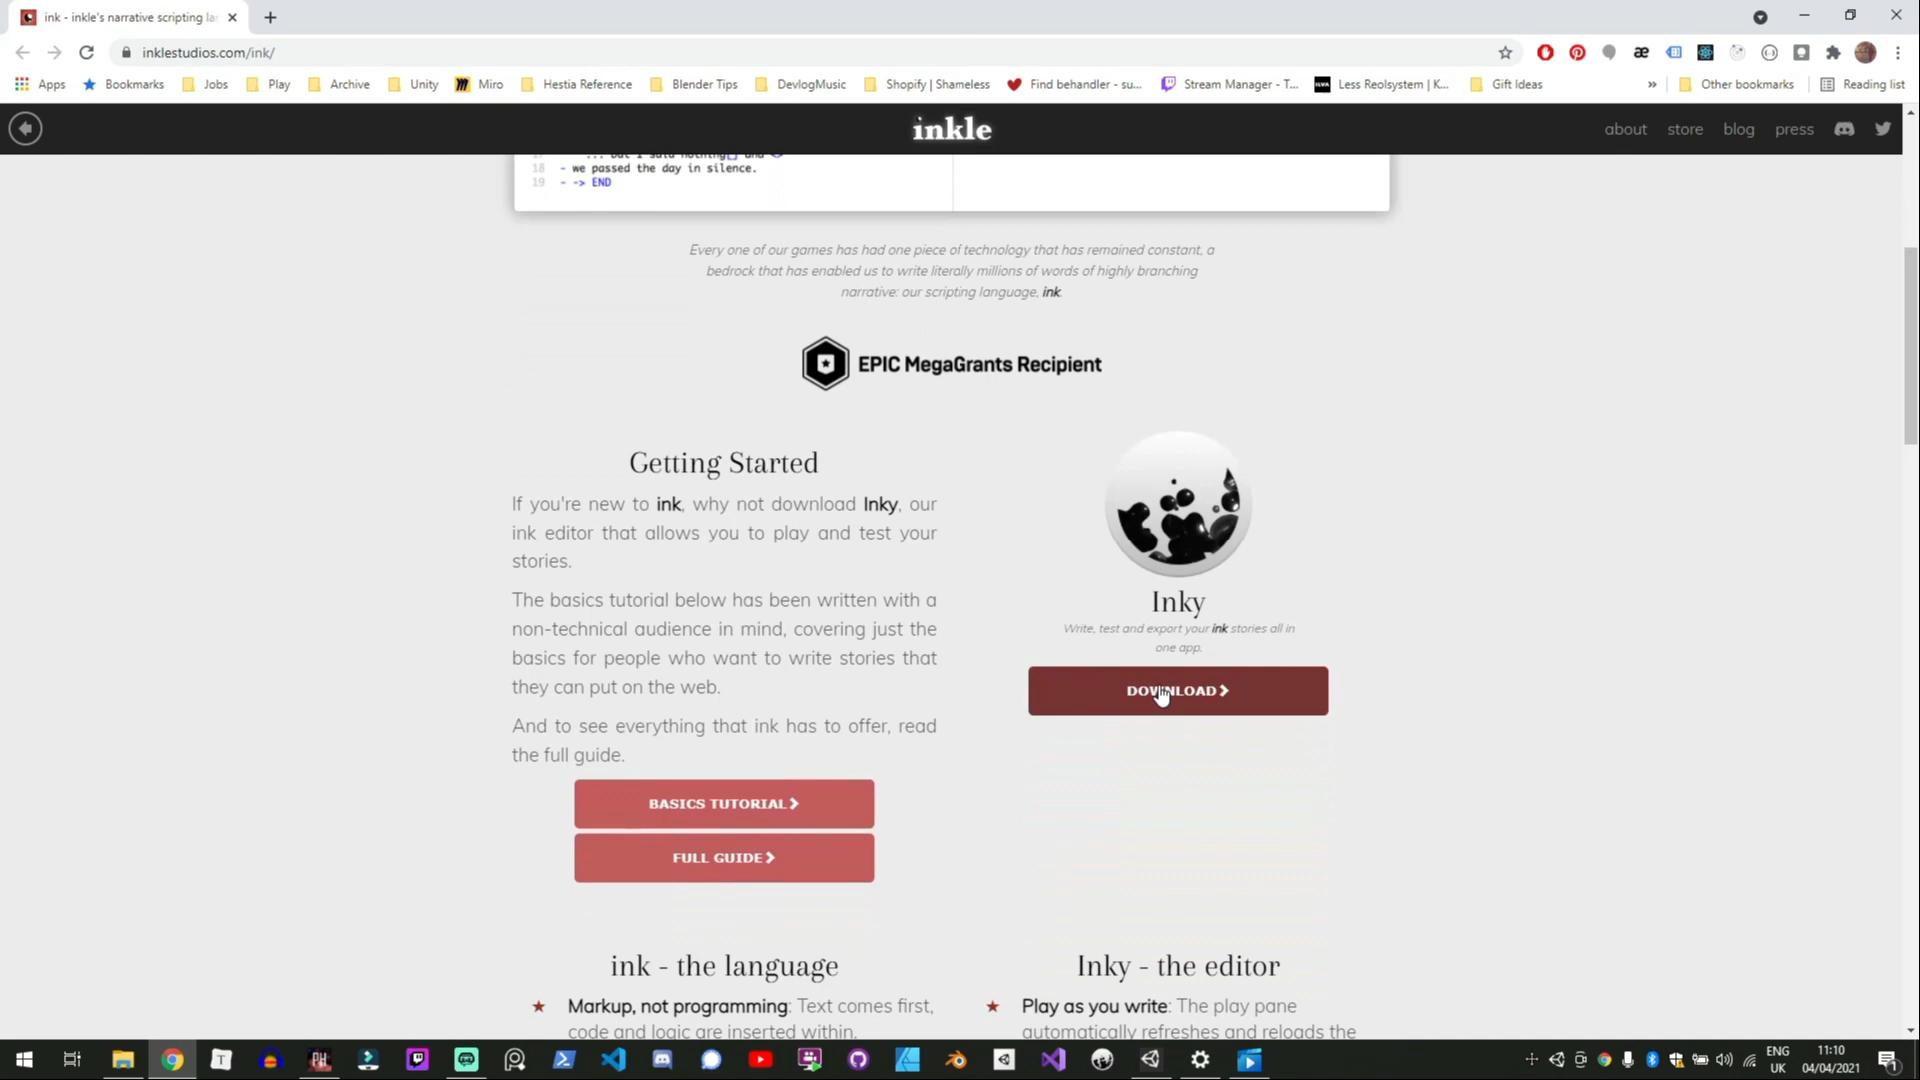 ink - inkle's narrative scripting la
inklestudios.com/ink/
Apps Bookmarks Jobs Play Archive Unity Miro Hestia Reference Blender Tips DevlogMusic Shopify | Shameless Find behandler - su... Stream Manager - T... Less Reolsystem | K... Gift Ideas » Other bookmarks Reading list
inkle about store blog press
... but I said nothing[] and <>
18 - we passed the day in silence.
19 - -> END
Every one of our games has had one piece of technology that has remained constant, a
bedrock that has enabled us to write literally millions of words of highly branching
narrative: our scripting language, ink.
EPIC MegaGrants Recipient
Getting Started
If you're new to ink, why not download Inky, our
ink editor that allows you to play and test your
stories.
The basics tutorial below has been written with a
non-technical audience in mind, covering just the
basics for people who want to write stories that
they can put on the web.
And to see everything that ink has to offer, read
the full guide.
BASICS TUTORIAL
FULL GUIDE
Inky
Write, test and export your ink stories all in
one app.
DOWNLOAD
ink - the language
Markup, not programming: Text comes first,
code and logic are inserted within.
Inky - the editor
Play as you write: The play pane
automatically refreshes and reloads the
ENG
UK
11:10
04/04/2021